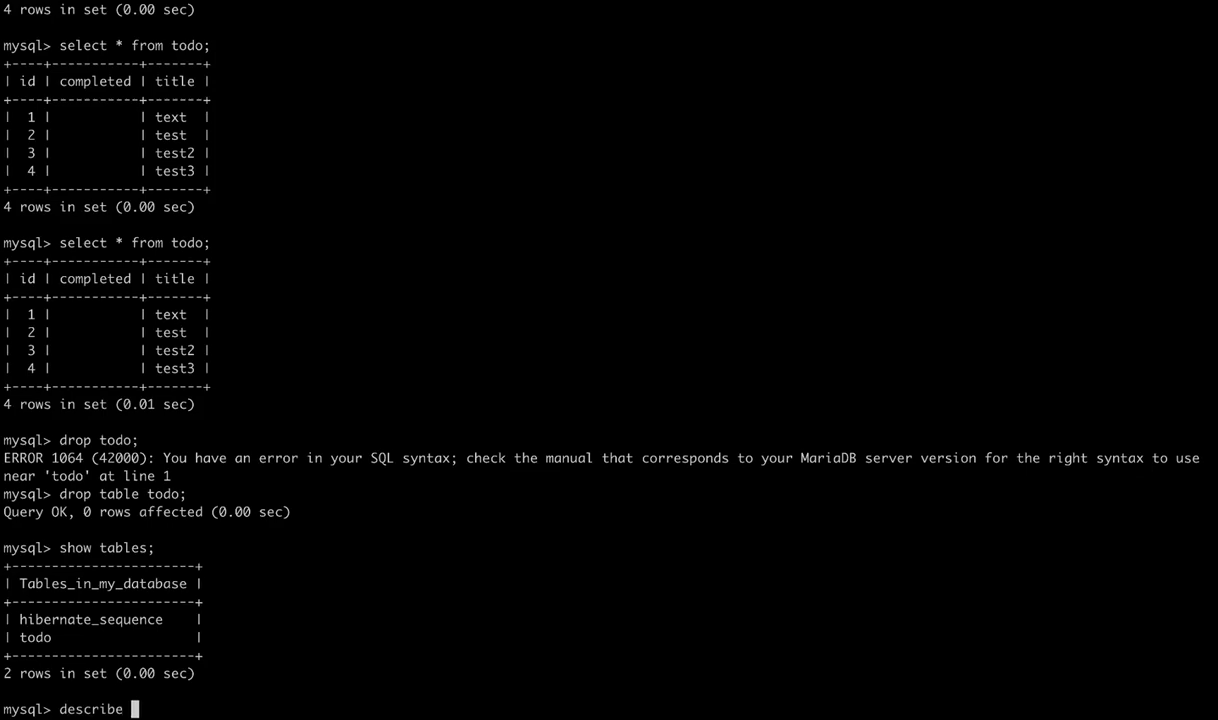 4 rows in set (0.00 sec)
mysql> select * from todo;
+----+-----------+-------+
| id | completed | title |
+----+-----------+-------+
|  1 |           | text  |
|  2 |           | test  |
|  3 |           | test2 |
|  4 |           | test3 |
+----+-----------+-------+
4 rows in set (0.00 sec)
mysql> select * from todo;
+----+-----------+-------+
| id | completed | title |
+----+-----------+-------+
|  1 |           | text  |
|  2 |           | test  |
|  3 |           | test2 |
|  4 |           | test3 |
+----+-----------+-------+
4 rows in set (0.01 sec)
mysql> drop todo;
ERROR 1064 (42000): You have an error in your SQL syntax; check the manual that corresponds to your MariaDB server version for the right syntax to use
near 'todo' at line 1
mysql> drop table todo;
Query OK, 0 rows affected (0.00 sec)
mysql> show tables;
+-----------------------+
| Tables_in_my_database |
+-----------------------+
| hibernate_sequence    |
| todo                  |
+-----------------------+
2 rows in set (0.00 sec)
mysql> describe